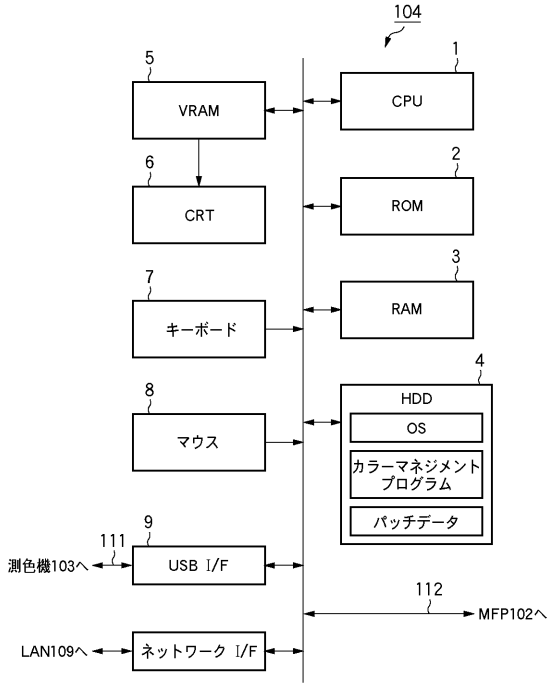 104
5
VRAM
1
CPU
6
CRT
2
ROM
7
キーボード
3
RAM
8
マウス
4
HDD
OS
カラーマネジメント
プログラム
パッチデータ
9
USB I/F
111
測色機103へ
112
MFP102へ
ネットワーク I/F
LAN109へ